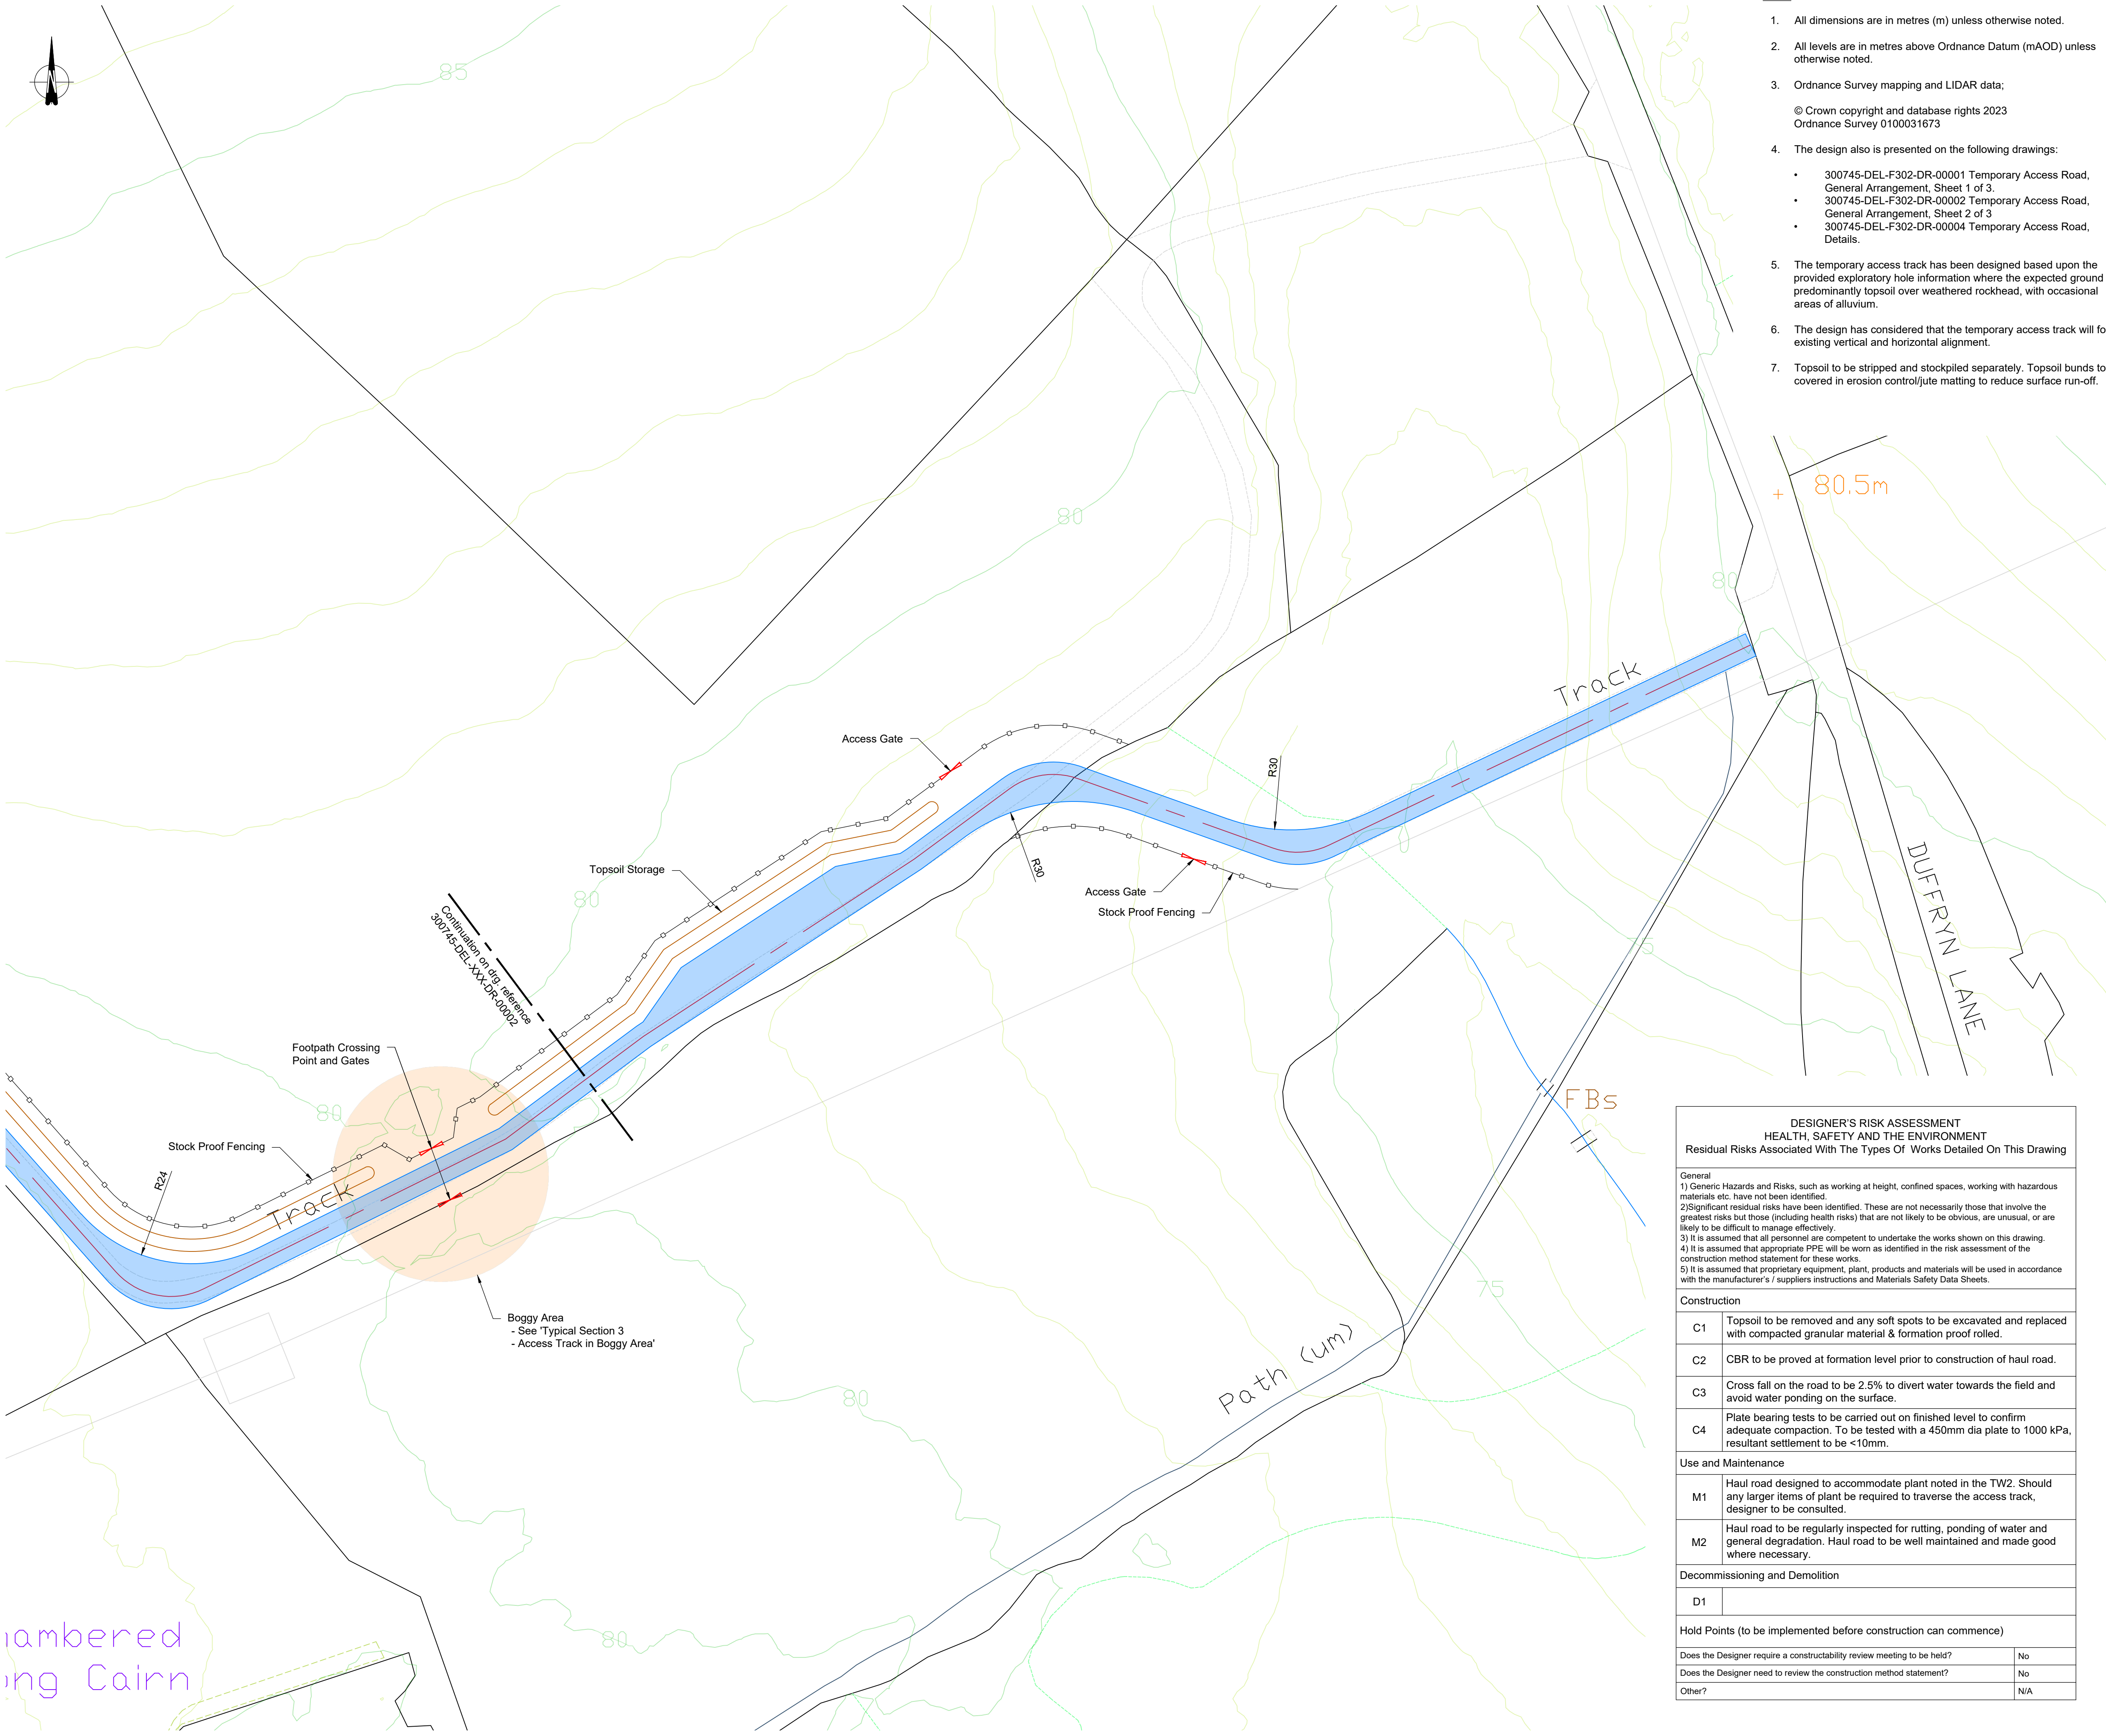 1. All dimensions are in metres (m) unless otherwise noted.
2. All levels are in metres above Ordnance Datum (mAOD) unless
otherwise noted.
3. Ordnance Survey mapping and LIDAR data;
© Crown copyright and database rights 2023
Ordnance Survey 0100031673
4. The design also is presented on the following drawings:
• 300745-DEL-F302-DR-00001 Temporary Access Road,
General Arrangement, Sheet 1 of 3.
• 300745-DEL-F302-DR-00002 Temporary Access Road,
General Arrangement, Sheet 2 of 3
• 300745-DEL-F302-DR-00004 Temporary Access Road,
Details.
5. The temporary access track has been designed based upon the
provided exploratory hole information where the expected ground
predominantly topsoil over weathered rockhead, with occasional
areas of alluvium.
6. The design has considered that the temporary access track will fo
existing vertical and horizontal alignment.
7. Topsoil to be stripped and stockpiled separately. Topsoil bunds to
covered in erosion control/jute matting to reduce surface run-off.
N
85
80.5m
80
80
Track
Access Gate
R30
R30
Topsoil Storage
Access Gate
Stock Proof Fencing
80
Continuation on drg. reference
300745-DEL-XXX-DR-00002
DUFFRYN LANE
Footpath Crossing
Point and Gates
80
Stock Proof Fencing
R24
Track
FBs
Boggy Area
- See 'Typical Section 3
- Access Track in Boggy Area'
75
Path (um)
80
80
hambered
ong Cairn
DESIGNER'S RISK ASSESSMENT
HEALTH, SAFETY AND THE ENVIRONMENT
Residual Risks Associated With The Types Of Works Detailed On This Drawing
General
1) Generic Hazards and Risks, such as working at height, confined spaces, working with hazardous
materials etc. have not been identified.
2)Significant residual risks have been identified. These are not necessarily those that involve the
greatest risks but those (including health risks) that are not likely to be obvious, are unusual, or are
likely to be difficult to manage effectively.
3) It is assumed that all personnel are competent to undertake the works shown on this drawing.
4) It is assumed that appropriate PPE will be worn as identified in the risk assessment of the
construction method statement for these works.
5) It is assumed that proprietary equipment, plant, products and materials will be used in accordance
with the manufacturer's / suppliers instructions and Materials Safety Data Sheets.
Construction
C1 Topsoil to be removed and any soft spots to be excavated and replaced
with compacted granular material & formation proof rolled.
C2 CBR to be proved at formation level prior to construction of haul road.
C3 Cross fall on the road to be 2.5% to divert water towards the field and
avoid water ponding on the surface.
C4 Plate bearing tests to be carried out on finished level to confirm
adequate compaction. To be tested with a 450mm dia plate to 1000 kPa,
resultant settlement to be <10mm.
Use and Maintenance
M1 Haul road designed to accommodate plant noted in the TW2. Should
any larger items of plant be required to traverse the access track,
designer to be consulted.
M2 Haul road to be regularly inspected for rutting, ponding of water and
general degradation. Haul road to be well maintained and made good
where necessary.
Decommissioning and Demolition
D1
Hold Points (to be implemented before construction can commence)
Does the Designer require a constructability review meeting to be held? No
Does the Designer need to review the construction method statement? No
Other? N/A